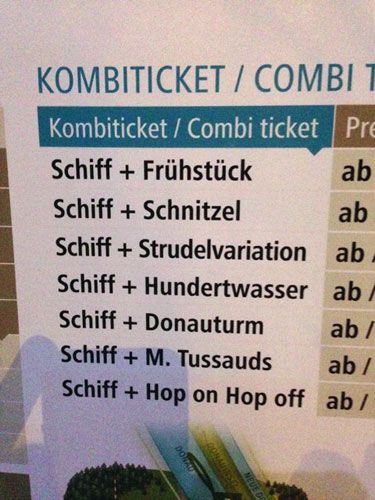 KOMBITICKET / COMBI
Kombiticket / Combi ticket
Schiff + Frühstück ab
Schiff + Schnitzel ab
Schiff + Strudelvariation ab /
Schiff + Hundertwasser ab /
Schiff + Donauturm ab /
Schiff + M. Tussauds ab /
Schiff + Hop on Hop off ab /
DONAU